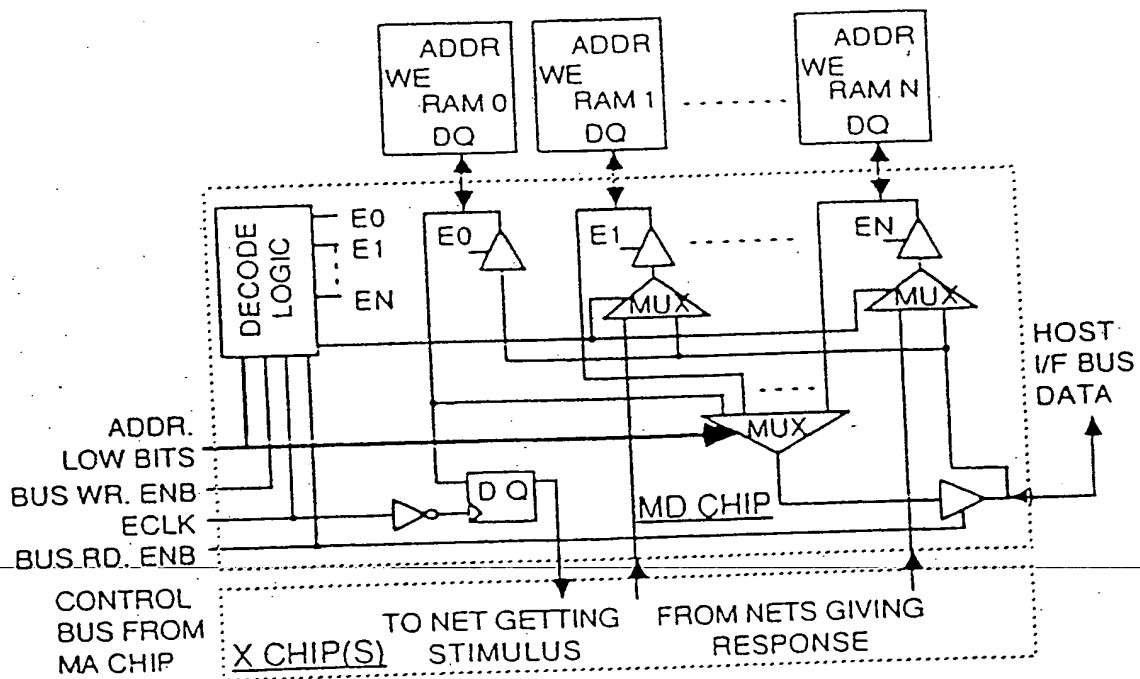 ADDR
WE
RAM 0
DQ
ADDR
WE
RAM 1
DQ
ADDR
WE
RAM N
DQ
DECODE
LOGIC
E0
E1
EN
E0
E1
EN
MUX
MUX
HOST
I/F BUS
DATA
MUX
ADDR.
LOW BITS
BUS WR. ENB
ECLK
BUS RD. ENB
D Q
MD CHIP
CONTROL
BUS FROM
MA CHIP
X CHIP(S)
TO NET GETTING
STIMULUS
FROM NETS GIVING
RESPONSE